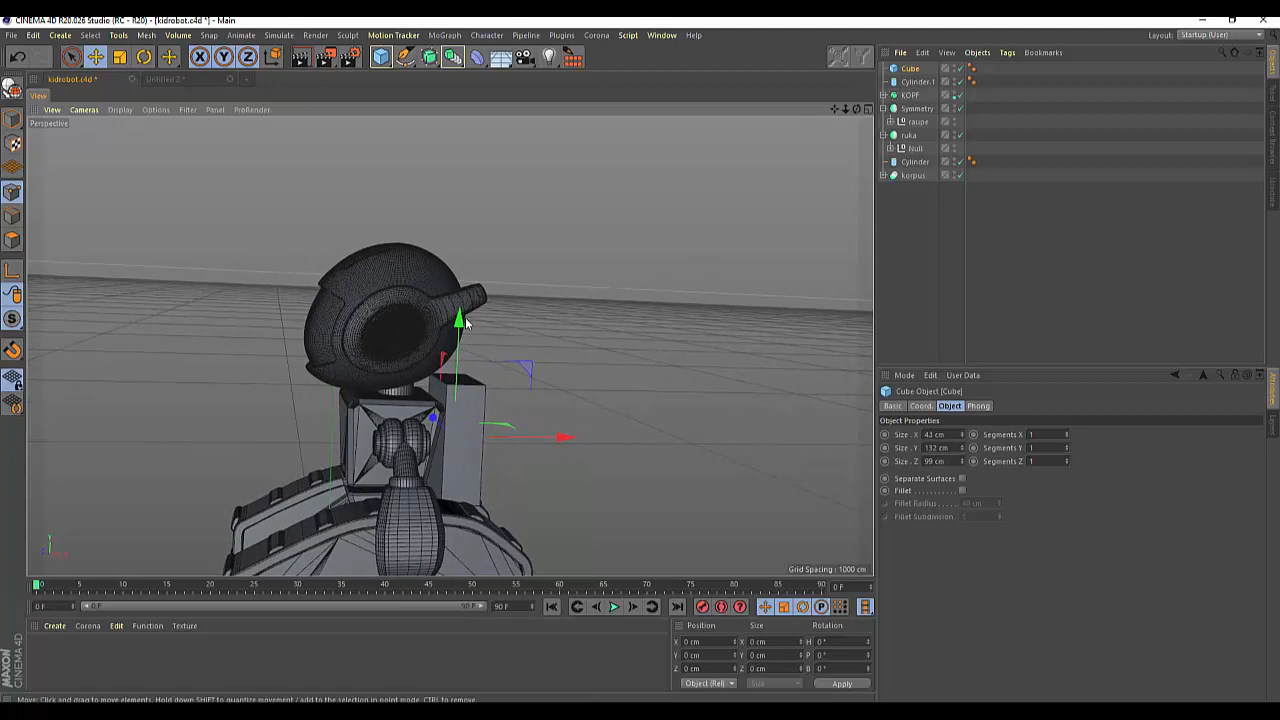 CINEMA 4D R20.026 Studio (RC - R20) - [kidrobot.c4d *] - Main
File Edit Create Select Tools Mesh Volume Snap Animate Simulate Render Sculpt Motion Tracker MoGraph Character Pipeline Plugins Corona Script Window Help
Layout: Startup (User)
File Edit View Objects Tags Bookmarks
kidrobot.c4d * Untitled 2 *
View
View Cameras Display Options Filter Panel ProRender
Perspective
Cube
Cylinder.1
KOPF
Symmetry
raupe
ruka
Null
Cylinder
korpus
Mode Edit User Data
Cube Object [Cube]
Basic Coord. Object Phong
Object Properties
Size . X 43 cm Segments X 1
Size . Y 132 cm Segments Y 1
Size . Z 99 cm Segments Z 1
Separate Surfaces
Fillet
Fillet Radius 40 cm
Fillet Subdivision
Grid Spacing : 1000 cm
0 5 10 15 20 25 30 35 40 45 50 55 60 65 70 75 80 85 90 0 F
0 F 0 F 90 F 90 F
Create Corona Edit Function Texture
Position Size Rotation
X 0 cm X 0 cm H 0 °
Y 0 cm Y 0 cm P 0 °
Z 0 cm Z 0 cm B 0 °
Object (Rel) Size Apply
MAXON CINEMA 4D
Move: Click and drag to move elements. Hold down SHIFT to quantize movement / add to the selection in point mode, CTRL to remove.